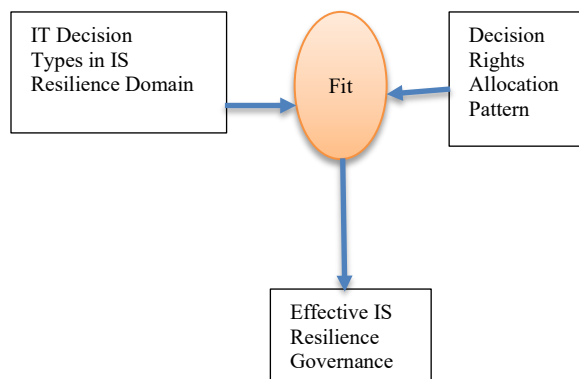 IT Decision
Types in IS
Resilience Domain
Fit
Decision
Rights
Allocation
Pattern
Effective IS
Resilience
Governance